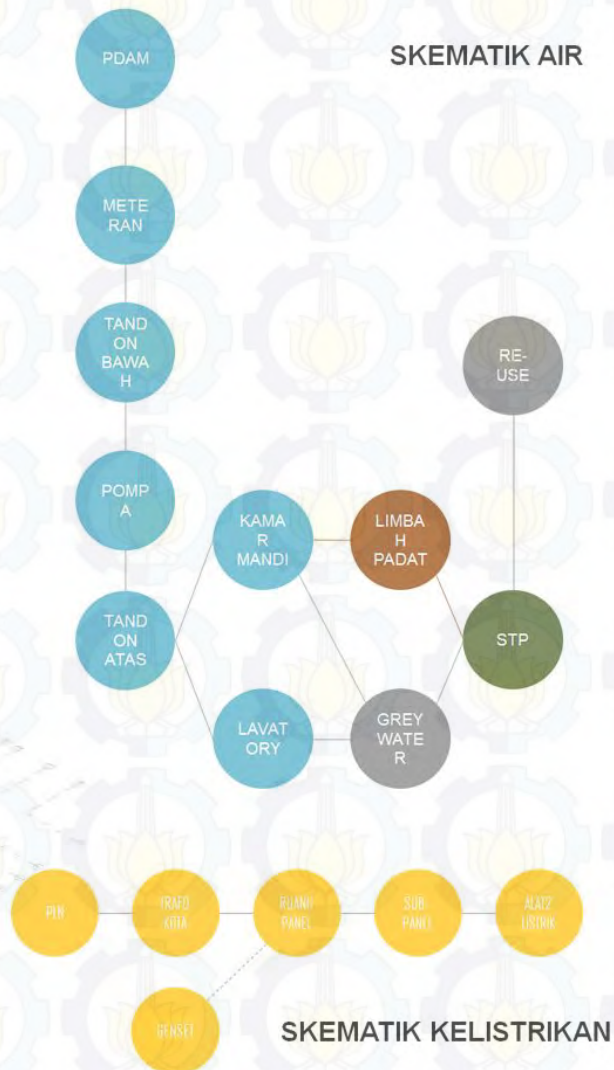 SKEMATIK AIR
PDAM
METE
RAN
TAND
ON
BAWA
H
RE-
USE
POMP
A
KAMA
R
MANDI
LIMBA
H
PADAT
TAND
ON
ATAS
STP
LAVAT
ORY
GREY
WATE
R
PLN
TRAFO
KOTA
RUANG
PANEL
SUB
PANEL
ALAT2
LISTRIK
GENSET
SKEMATIK KELISTRIKAN